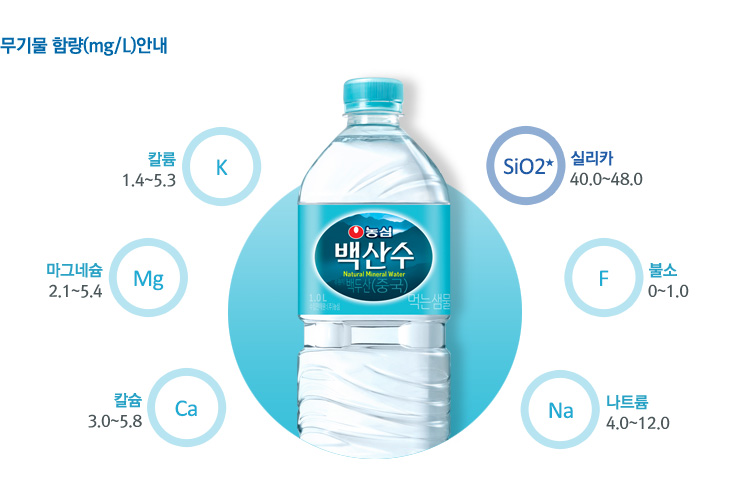 무기물 함량(mg/L)안내
칼륨
1.4~5.3
K
SiO2★
실리카
40.0~48.0
마그네슘
2.1~5.4
Mg
농심
백산수
Natural Mineral Water
백두산(중국)
1.0 L
먹는샘물
F
불소
0~1.0
칼슘
3.0~5.8
Ca
Na
나트륨
4.0~12.0